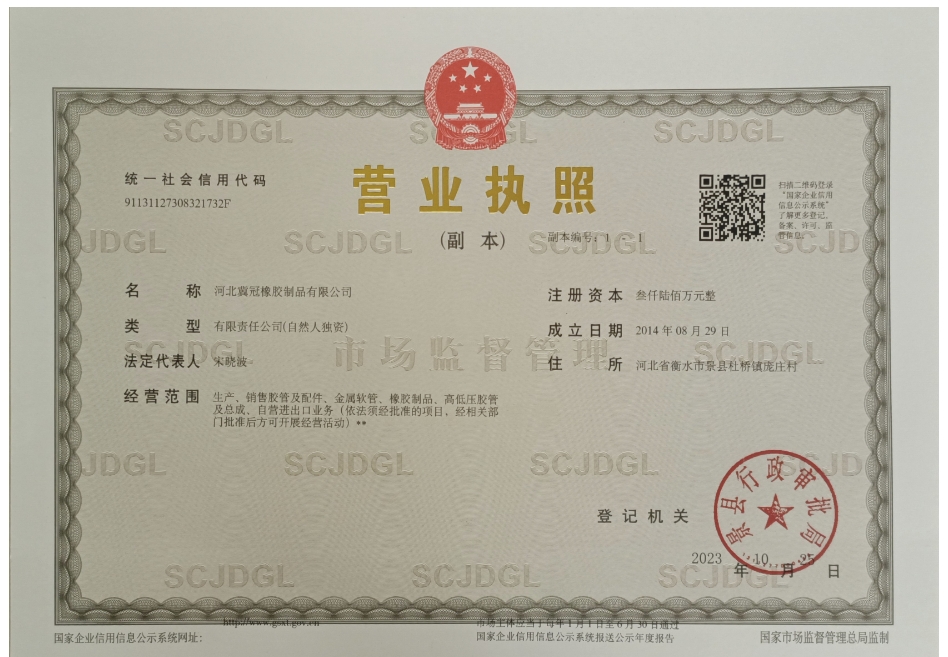 统一社会信用代码
91131127308321732F
营业执照
(副 本)
副本编号: 1 - 1
扫描二维码登录
“国家企业信用
信息公示系统”
了解更多登记、
备案、许可、监
管信息。
名 称 河北冀冠橡胶制品有限公司
类 型 有限责任公司(自然人独资)
法定代表人 宋晓波
经营范围 生产、销售胶管及配件、金属软管、橡胶制品、高低压胶管
及总成、自营进出口业务(依法须经批准的项目、经相关部
门批准后方可开展经营活动)**
注册资本 叁仟陆佰万元整
成立日期 2014年08月29日
住 所 河北省衡水市景县杜桥镇庞庄村
SCJDGL
市场监督管理
登记机关
景县行政审批局
2023 年 10 月 25 日
国家企业信用信息公示系统网址:
http://www.gsxt.gov.cn
市场主体应当于每年1月1日至6月30日通过
国家企业信用信息公示系统报送公示年度报告
国家市场监督管理总局监制